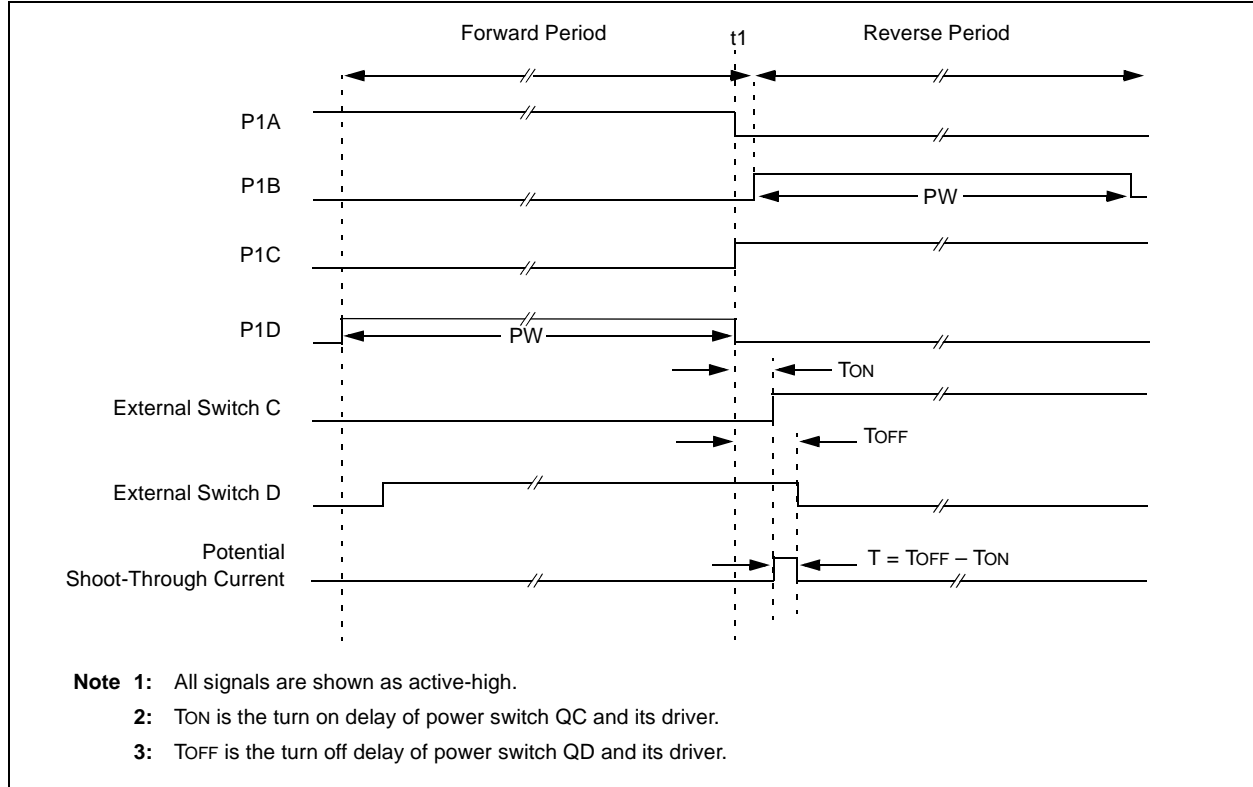 Forward Period
t1
Reverse Period
P1A
P1B
PW
P1C
P1D
PW
TON
External Switch C
TOFF
External Switch D
Potential
Shoot-Through Current
T = TOFF – TON
Note 1: All signals are shown as active-high.
2: TON is the turn on delay of power switch QC and its driver.
3: TOFF is the turn off delay of power switch QD and its driver.